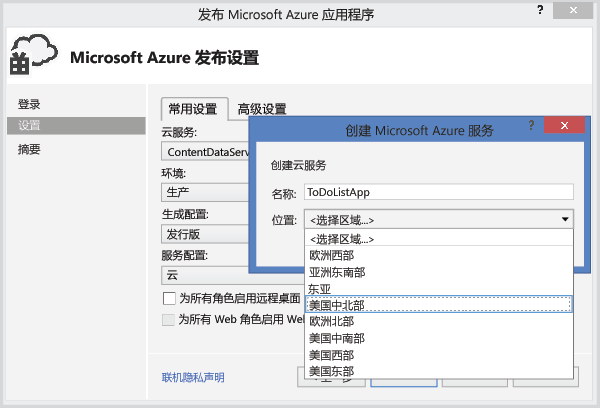 发布 Microsoft Azure 应用程序
?
Microsoft Azure 发布设置
登录
设置
摘要
常用设置
高级设置
云服务:
ContentDataServ
环境:
生产
生成配置:
发行版
服务配置:
云
为所有角色启用远程桌面
为所有 Web 角色启用 Web
联机隐私声明
创建 Microsoft Azure 服务
?
创建云服务
名称:
ToDoListApp
位置:
<选择区域...>
<选择区域...>
欧洲西部
亚洲东南部
东亚
美国中北部
欧洲北部
美国中南部
美国西部
美国东部